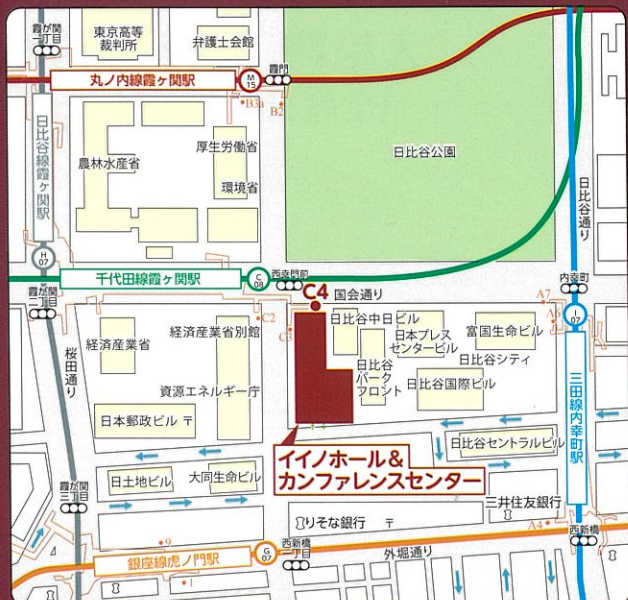 霞が関
一丁目
東京高等
裁判所
弁護士会館
丸ノ内線霞ヶ関駅
M
15
霞門
B3a
B2
日比谷線霞ヶ関駅
農林水産省
厚生労働省
環境省
日比谷公園
日比谷通り
H
07
千代田線霞ヶ関駅
C
08
西幸門前
C4
国会通り
内幸町
霞が関
二丁目
C2
C3
A7
A6
I
07
桜田通り
経済産業省
経済産業省別館
資源エネルギー庁
日本郵政ビル 〒
日比谷中日ビル
日本プレス
センタービル
富国生命ビル
日比谷シティ
日比谷
パーク
フロント
日比谷国際ビル
三田線内幸町駅
日比谷セントラルビル
イイノホール&
カンファレンスセンター
日土地ビル
大同生命ビル
霞が関
三丁目
りそな銀行
〒
三井住友銀行
A4
西新橋
9
銀座線虎ノ門駅
G
07
西新橋
一丁目
外堀通り
1